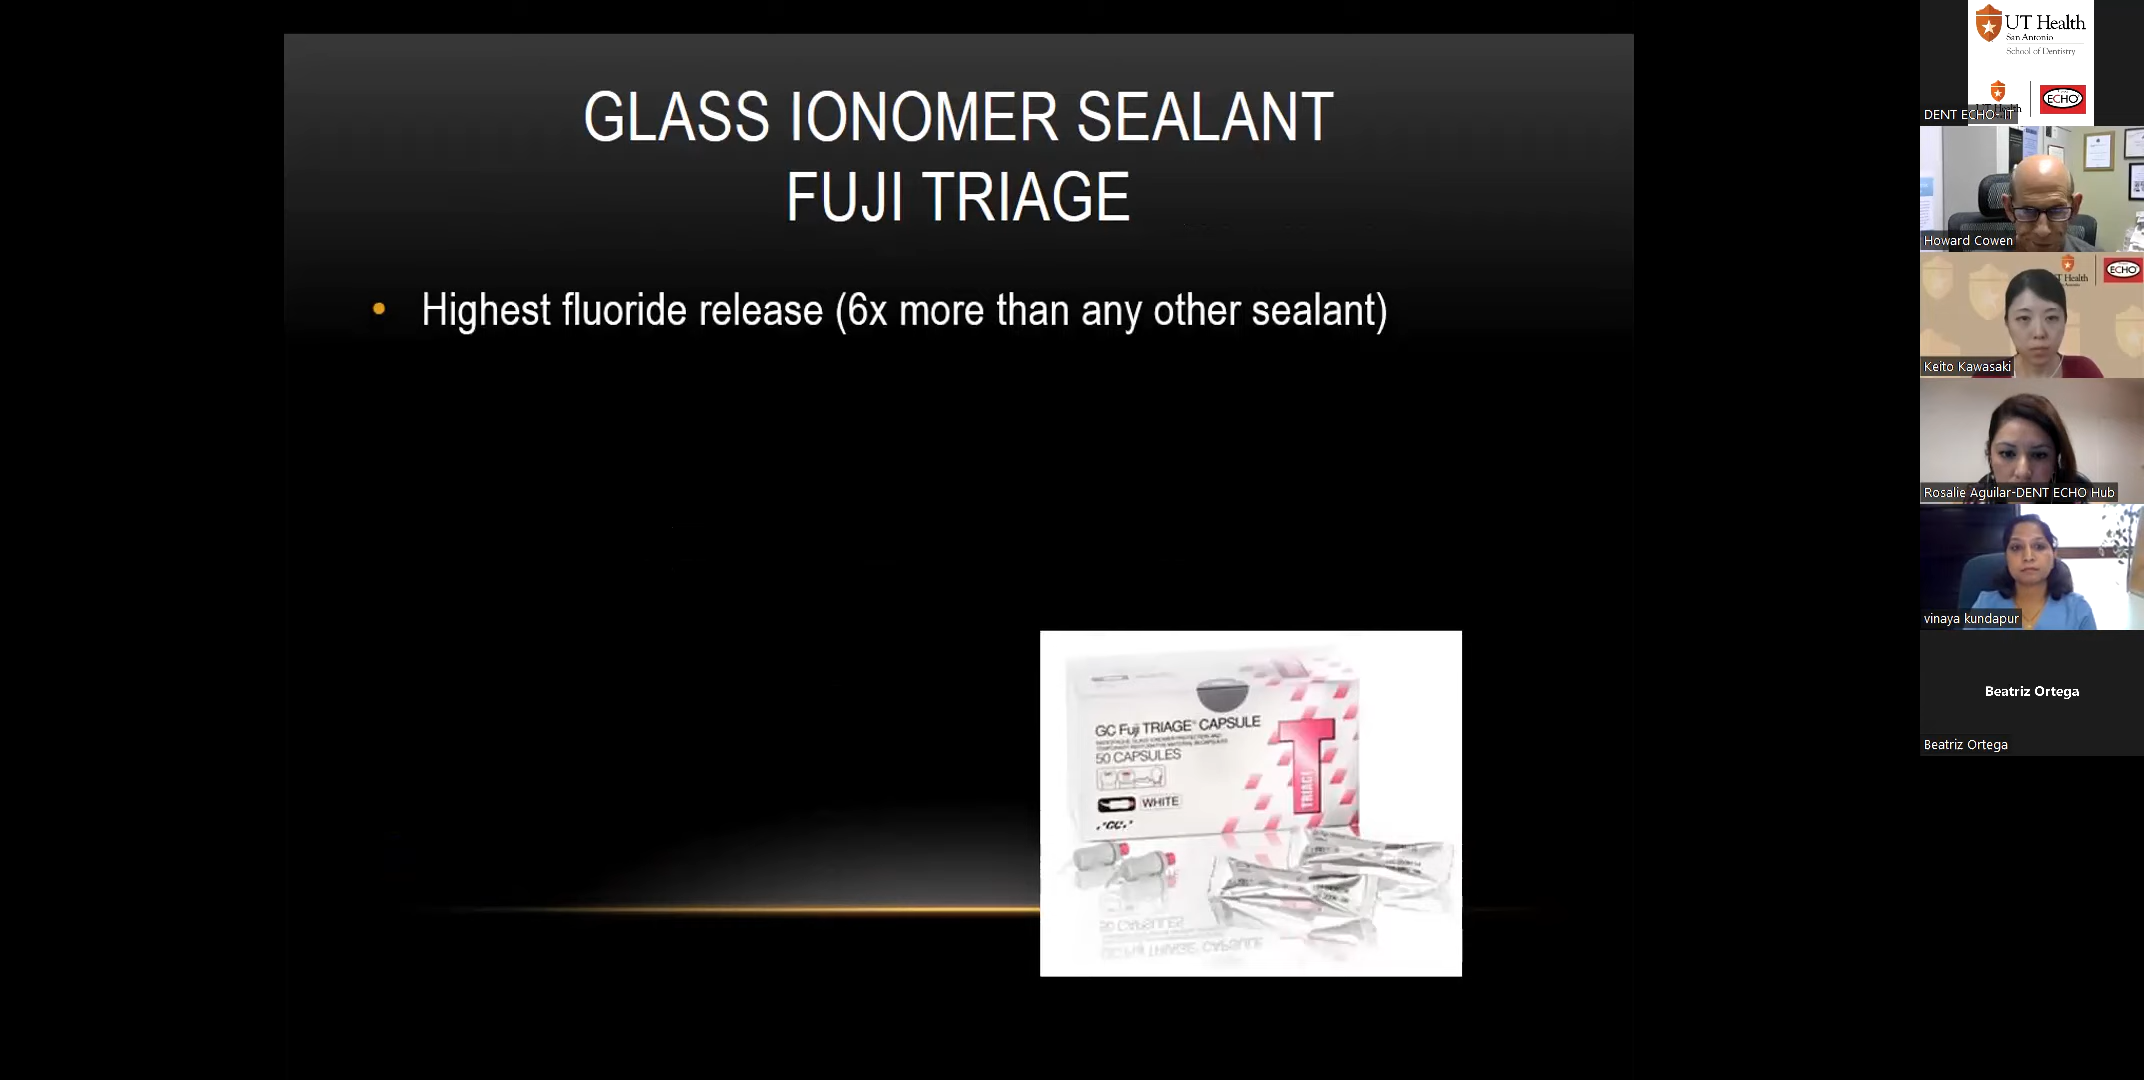 GLASS IONOMER SEALANT
FUJI TRIAGE
• Highest fluoride release (6x more than any other sealant)
GC Fuji TRIAGE® CAPSULE
50 CAPSULES
WHITE
GC
T
TRIAGE
UT Health
San Antonio
School of Dentistry
ECHO
DENT ECHO- IT
Howard Cowen
ECHO
Keito Kawasaki
Rosalie Aguilar-DENT ECHO Hub
vinaya kundapur
Beatriz Ortega
Beatriz Ortega